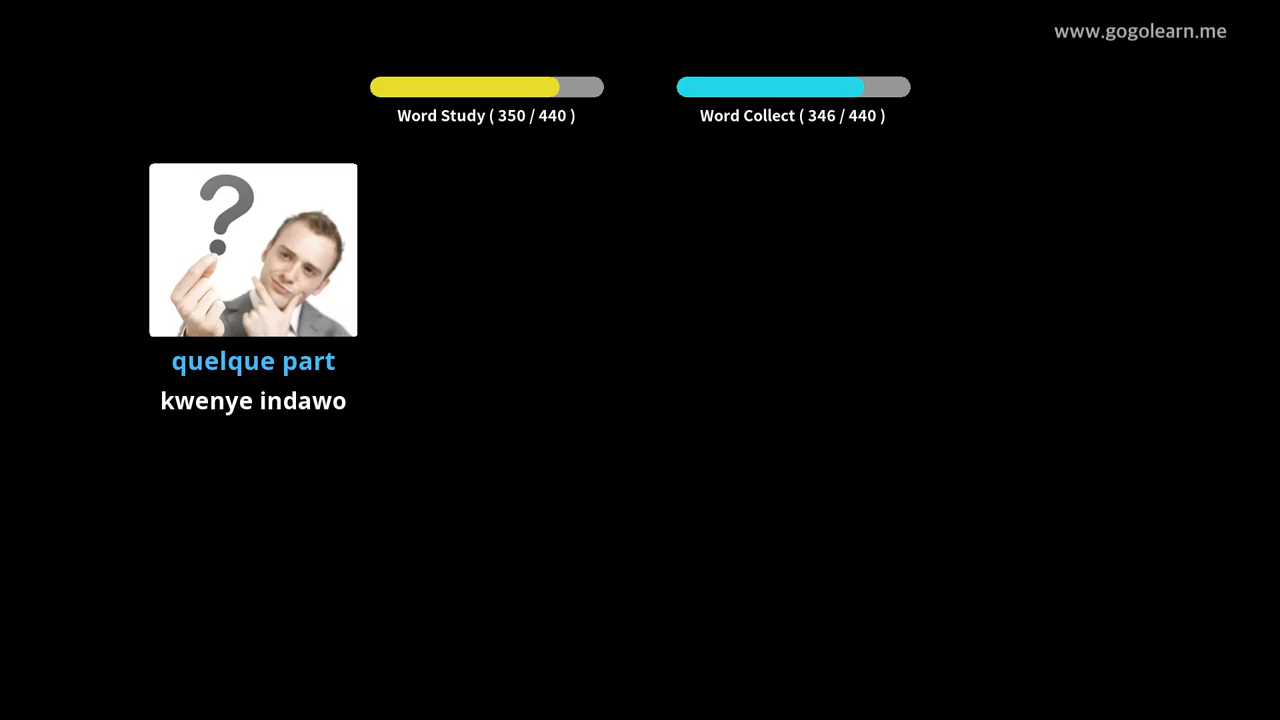 www.gogolearn.me
Word Study ( 350 / 440 )
Word Collect ( 346 / 440 )
?
quelque part
kwenye indawo